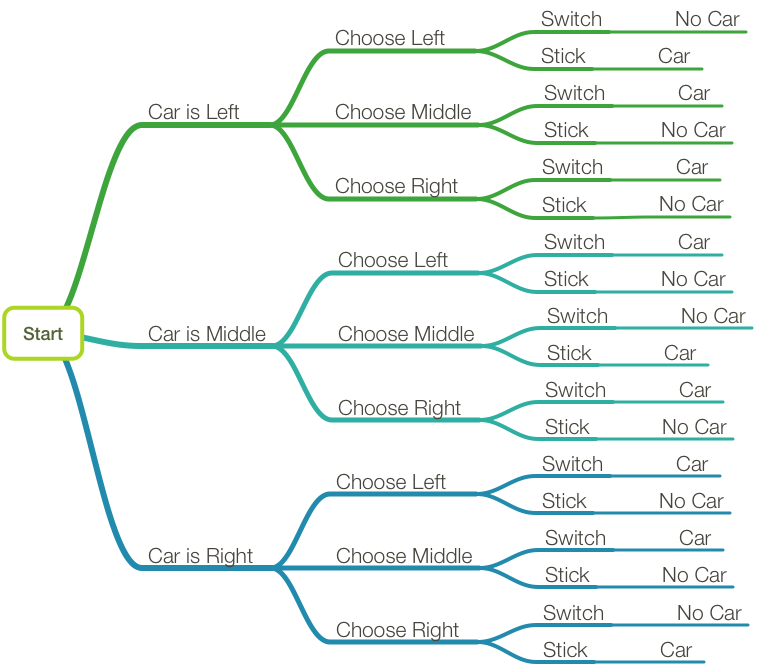 Switch No Car
Choose Left
Stick Car
Car is Left
Choose Middle
Switch Car
Stick No Car
Choose Right
Switch Car
Stick No Car
Choose Left
Switch Car
Stick No Car
Start
Car is Middle
Choose Middle
Switch No Car
Stick Car
Choose Right
Switch Car
Stick No Car
Choose Left
Switch Car
Stick No Car
Car is Right
Choose Middle
Switch Car
Stick No Car
Choose Right
Switch No Car
Stick Car